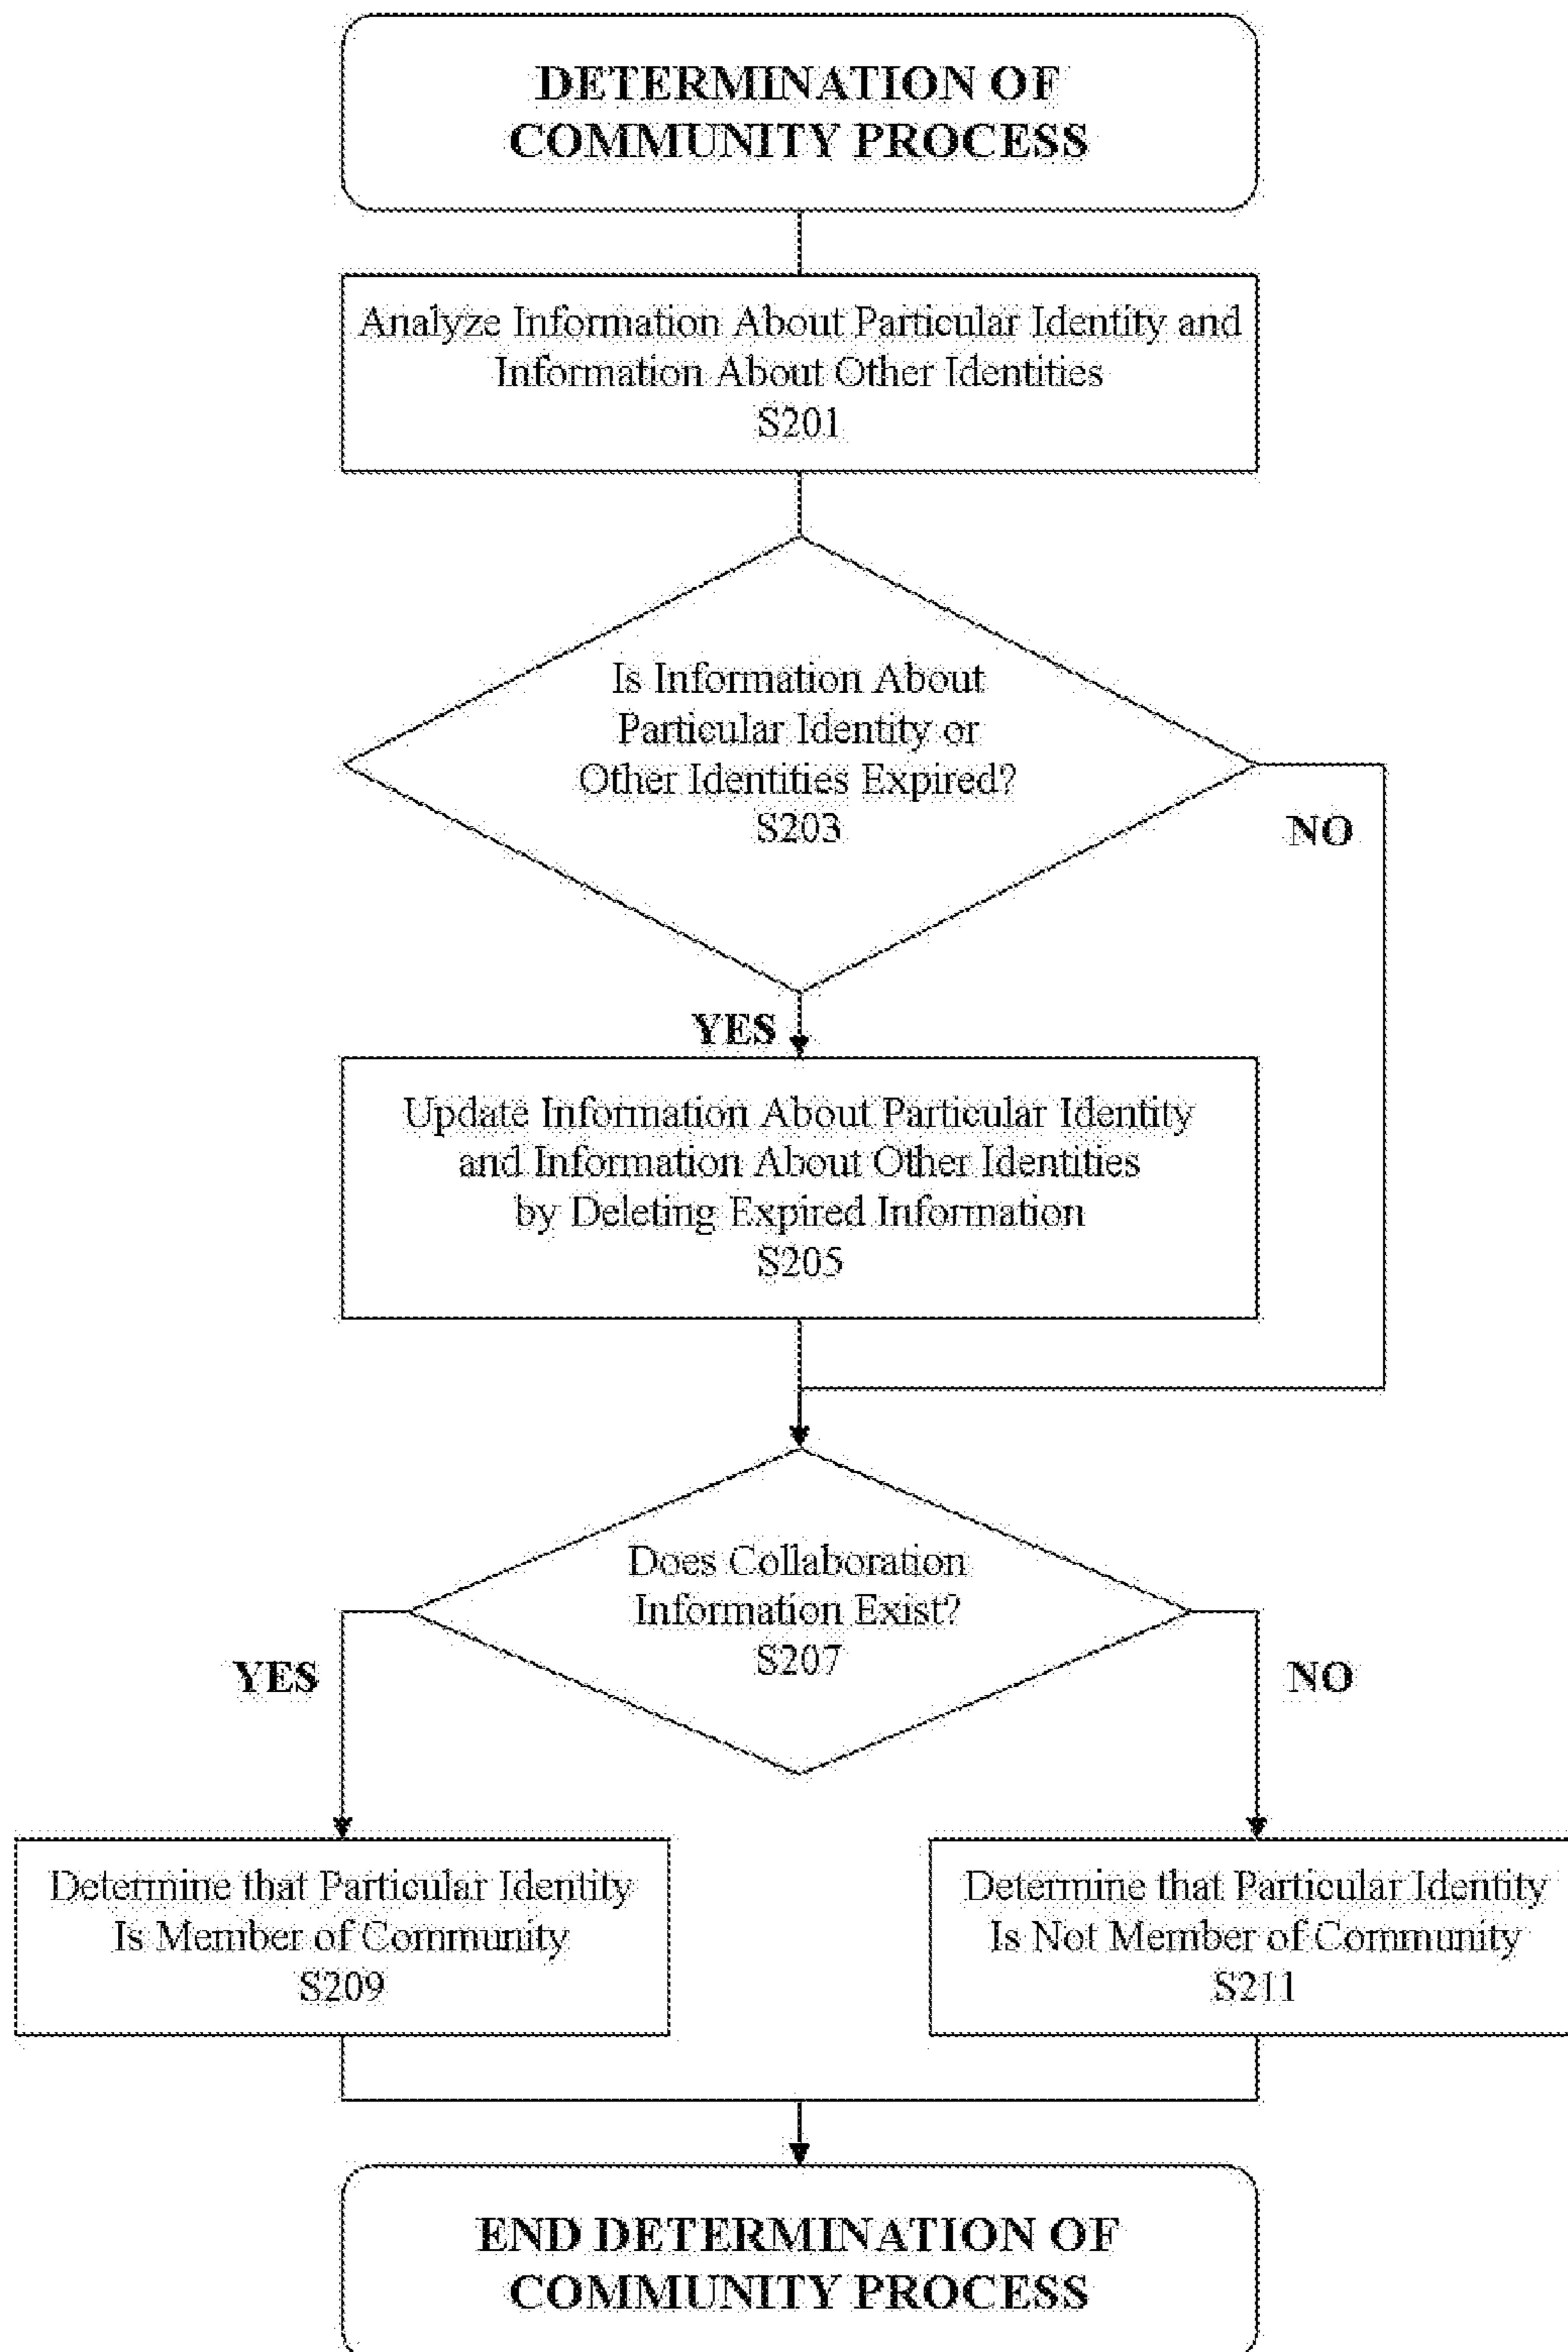 DETERMINATION OF
COMMUNITY PROCESS
Analyze Information About Particular Identity and
Information About Other Identities
S201
Is Information About
Particular Identity or
Other Identities Expired?
S203
NO
YES
Update Information About Particular Identity
and Information About Other Identities
by Deleting Expired Information
S205
Does Collaboration
Information Exist?
S207
YES
NO
Determine that Particular Identity
Is Member of Community
S209
Determine that Particular Identity
Is Not Member of Community
S211
END DETERMINATION OF
COMMUNITY PROCESS